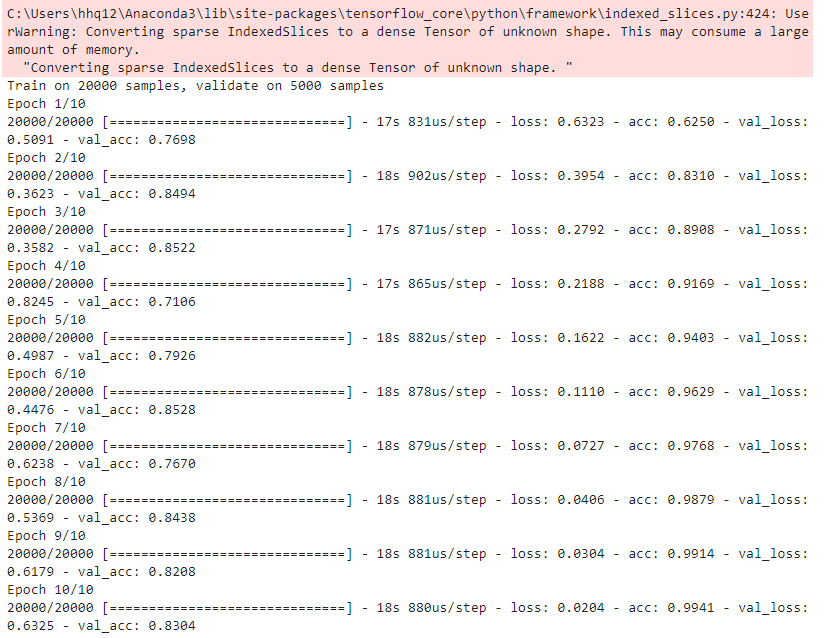 C:\Users\hhq12\Anaconda3\lib\site-packages\tensorflow_core\python\framework\indexed_slices.py:424: Use
rWarning: Converting sparse IndexedSlices to a dense Tensor of unknown shape. This may consume a large
amount of memory.
  "Converting sparse IndexedSlices to a dense Tensor of unknown shape. "
Train on 20000 samples, validate on 5000 samples
Epoch 1/10
20000/20000 [==============================] - 17s 831us/step - loss: 0.6323 - acc: 0.6250 - val_loss:
0.5091 - val_acc: 0.7698
Epoch 2/10
20000/20000 [==============================] - 18s 902us/step - loss: 0.3954 - acc: 0.8310 - val_loss:
0.3623 - val_acc: 0.8494
Epoch 3/10
20000/20000 [==============================] - 17s 871us/step - loss: 0.2792 - acc: 0.8908 - val_loss:
0.3582 - val_acc: 0.8522
Epoch 4/10
20000/20000 [==============================] - 17s 865us/step - loss: 0.2188 - acc: 0.9169 - val_loss:
0.8245 - val_acc: 0.7106
Epoch 5/10
20000/20000 [==============================] - 18s 882us/step - loss: 0.1622 - acc: 0.9403 - val_loss:
0.4987 - val_acc: 0.7926
Epoch 6/10
20000/20000 [==============================] - 18s 878us/step - loss: 0.1110 - acc: 0.9629 - val_loss:
0.4476 - val_acc: 0.8528
Epoch 7/10
20000/20000 [==============================] - 18s 879us/step - loss: 0.0727 - acc: 0.9768 - val_loss:
0.6238 - val_acc: 0.7670
Epoch 8/10
20000/20000 [==============================] - 18s 881us/step - loss: 0.0406 - acc: 0.9879 - val_loss:
0.5369 - val_acc: 0.8438
Epoch 9/10
20000/20000 [==============================] - 18s 881us/step - loss: 0.0304 - acc: 0.9914 - val_loss:
0.6179 - val_acc: 0.8208
Epoch 10/10
20000/20000 [==============================] - 18s 880us/step - loss: 0.0204 - acc: 0.9941 - val_loss:
0.6325 - val_acc: 0.8304